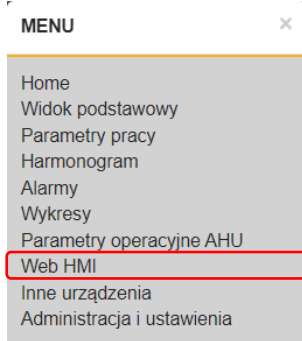 MENU ×
Home
Widok podstawowy
Parametry pracy
Harmonogram
Alarmy
Wykresy
Parametry operacyjne AHU
Web HMI
Inne urządzenia
Administracja i ustawienia